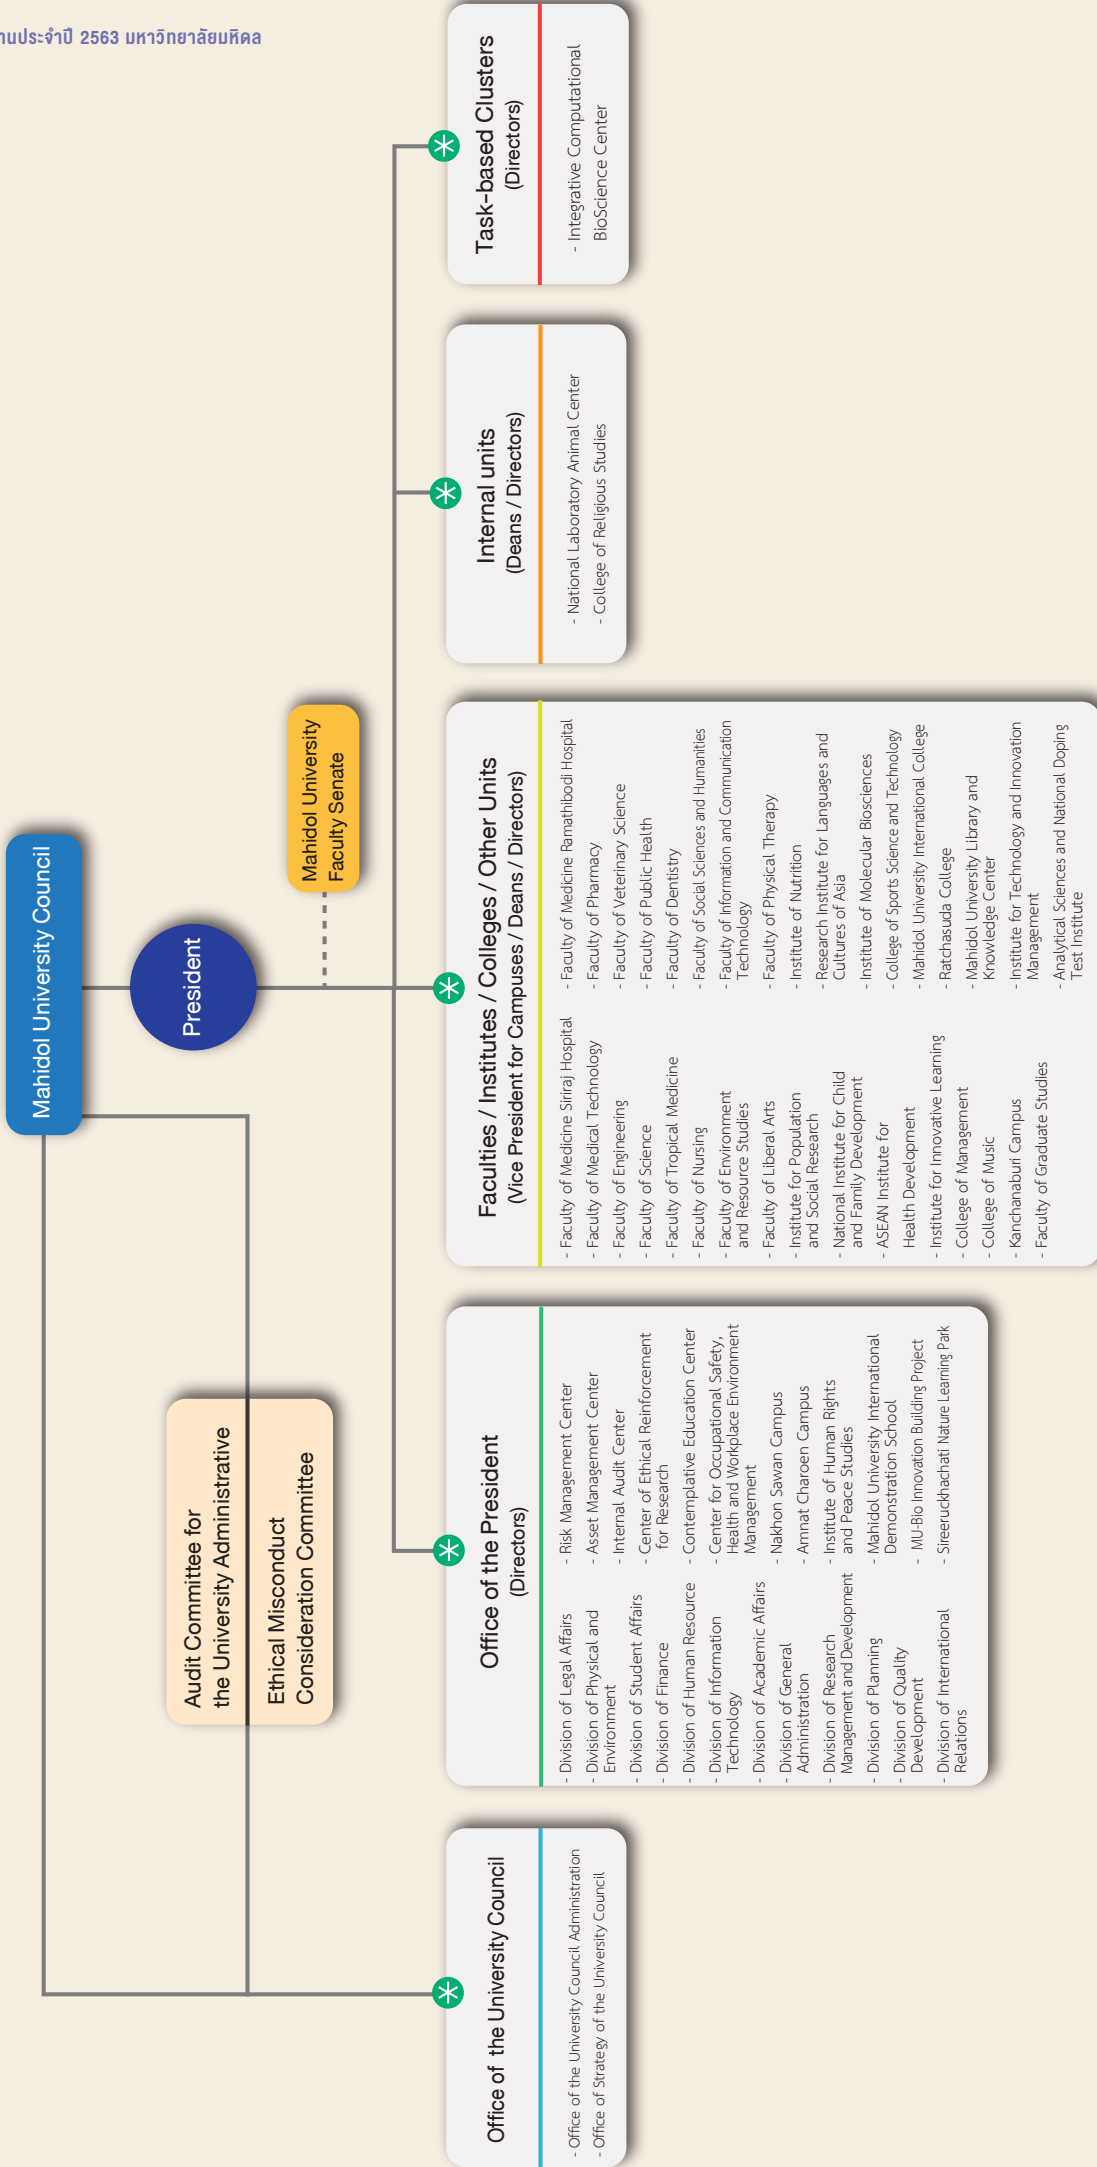 านประจำปี 2563 มหาวิทยาลัยมหิดล
Mahidol University Council
President
Mahidol University
Faculty Senate
Audit Committee for
the University Administrative
Ethical Misconduct
Consideration Committee
Office of the University Council
- Office of the University Council Administration
- Office of Strategy of the University Council
Office of the President
(Directors)
- Division of Legal Affairs
- Division of Physical and
Environment
- Division of Student Affairs
- Division of Finance
- Division of Human Resource
- Division of Information
Technology
- Division of Academic Affairs
- Division of General
Administration
- Division of Research
Management and Development
- Division of Planning
- Division of Quality
Development
- Division of International
Relations
- Risk Management Center
- Asset Management Center
- Internal Audit Center
- Center of Ethical Reinforcement
for Research
- Contemplative Education Center
- Center for Occupational Safety,
Health and Workplace Environment
Management
- Nakhon Sawan Campus
- Amnat Charoen Campus
- Institute of Human Rights
and Peace Studies
- Mahidol University International
Demonstration School
- MU-Bio Innovation Building Project
- Sireeruckhachati Nature Learning Park
Faculties / Institutes / Colleges / Other Units
(Vice President for Campuses / Deans / Directors)
- Faculty of Medicine Siriraj Hospital
- Faculty of Medical Technology
- Faculty of Engineering
- Faculty of Science
- Faculty of Tropical Medicine
- Faculty of Nursing
- Faculty of Environment
and Resource Studies
- Faculty of Liberal Arts
- Institute for Population
and Social Research
- National Institute for Child
and Family Development
- ASEAN Institute for
Health Development
- Institute for Innovative Learning
- College of Management
- College of Music
- Kanchanaburi Campus
- Faculty of Graduate Studies
- Faculty of Medicine Ramathibodi Hospital
- Faculty of Pharmacy
- Faculty of Veterinary Science
- Faculty of Public Health
- Faculty of Dentistry
- Faculty of Social Sciences and Humanities
- Faculty of Information and Communication
Technology
- Faculty of Physical Therapy
- Institute of Nutrition
- Research Institute for Languages and
Cultures of Asia
- Institute of Molecular Biosciences
- College of Sports Science and Technology
- Mahidol University International College
- Ratchasuda College
- Mahidol University Library and
Knowledge Center
- Institute for Technology and Innovation
Management
- Analytical Sciences and National Doping
Test Institute
Internal units
(Deans / Directors)
- National Laboratory Animal Center
- College of Religious Studies
Task-based Clusters
(Directors)
- Integrative Computational
BioScience Center